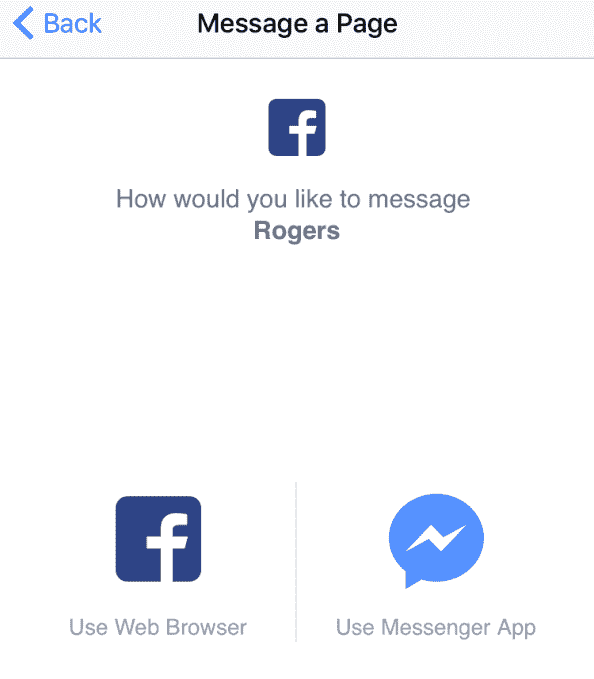 Back
Message a Page
f
How would you like to message
Rogers
f
Use Web Browser
Use Messenger App